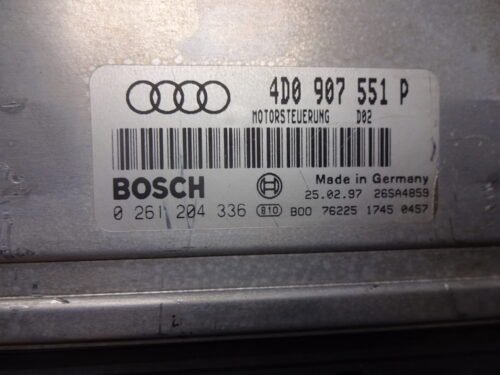 4D0 907 551 P
MOTORSTEUERUNG D02
BOSCH Made in Germany
25.02.97 26SA4859
0 261 204 336 B10 B00 76225 1745 0457